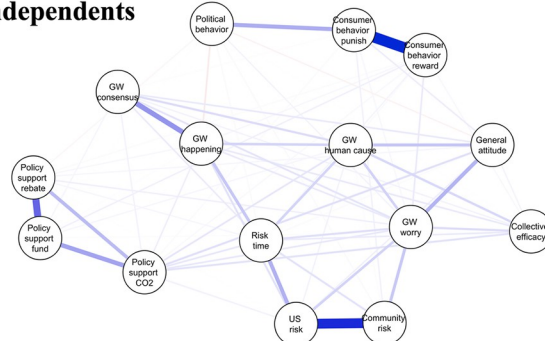 ndependents
Political
behavior
Consumer
behavior
punish
Consumer
behavior
reward
GW
consensus
GW
happening
GW
human cause
General
attitude
Policy
support
rebate
Policy
support
fund
Policy
support
CO2
Risk
time
GW
worry
Collective
efficacy
US
risk
Community
risk